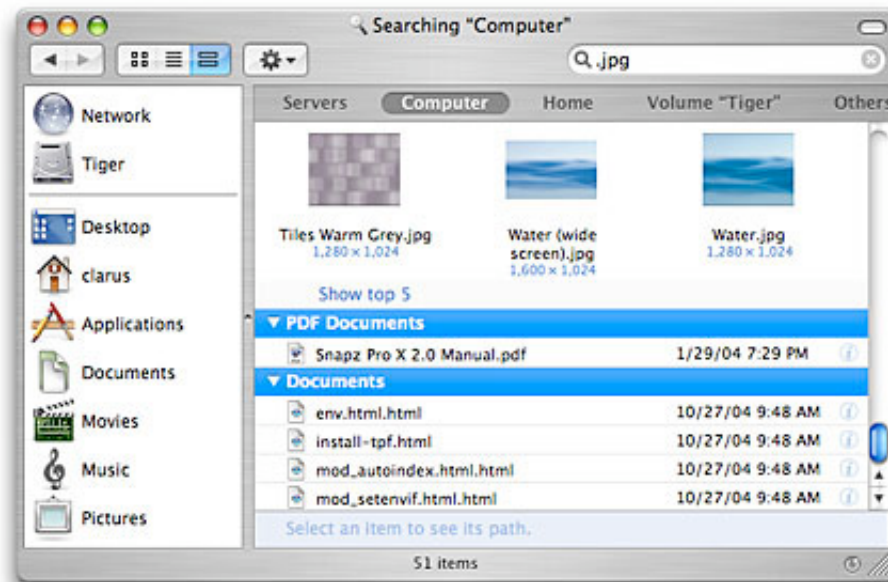 Searching "Computer"
.jpg
Servers Computer Home Volume "Tiger" Others
Network
Tiger
Desktop
clarus
Applications
Documents
Movies
Music
Pictures
Tiles Warm Grey.jpg
1,280 × 1,024
Water (wide
screen).jpg
1,600 × 1,024
Water.jpg
1,280 × 1,024
Show top 5
PDF Documents
Snapz Pro X 2.0 Manual.pdf 1/29/04 7:29 PM
Documents
env.html.html 10/27/04 9:48 AM
install-tpf.html 10/27/04 9:48 AM
mod_autoindex.html.html 10/27/04 9:48 AM
mod_setenvif.html.html 10/27/04 9:48 AM
Select an item to see its path.
51 items